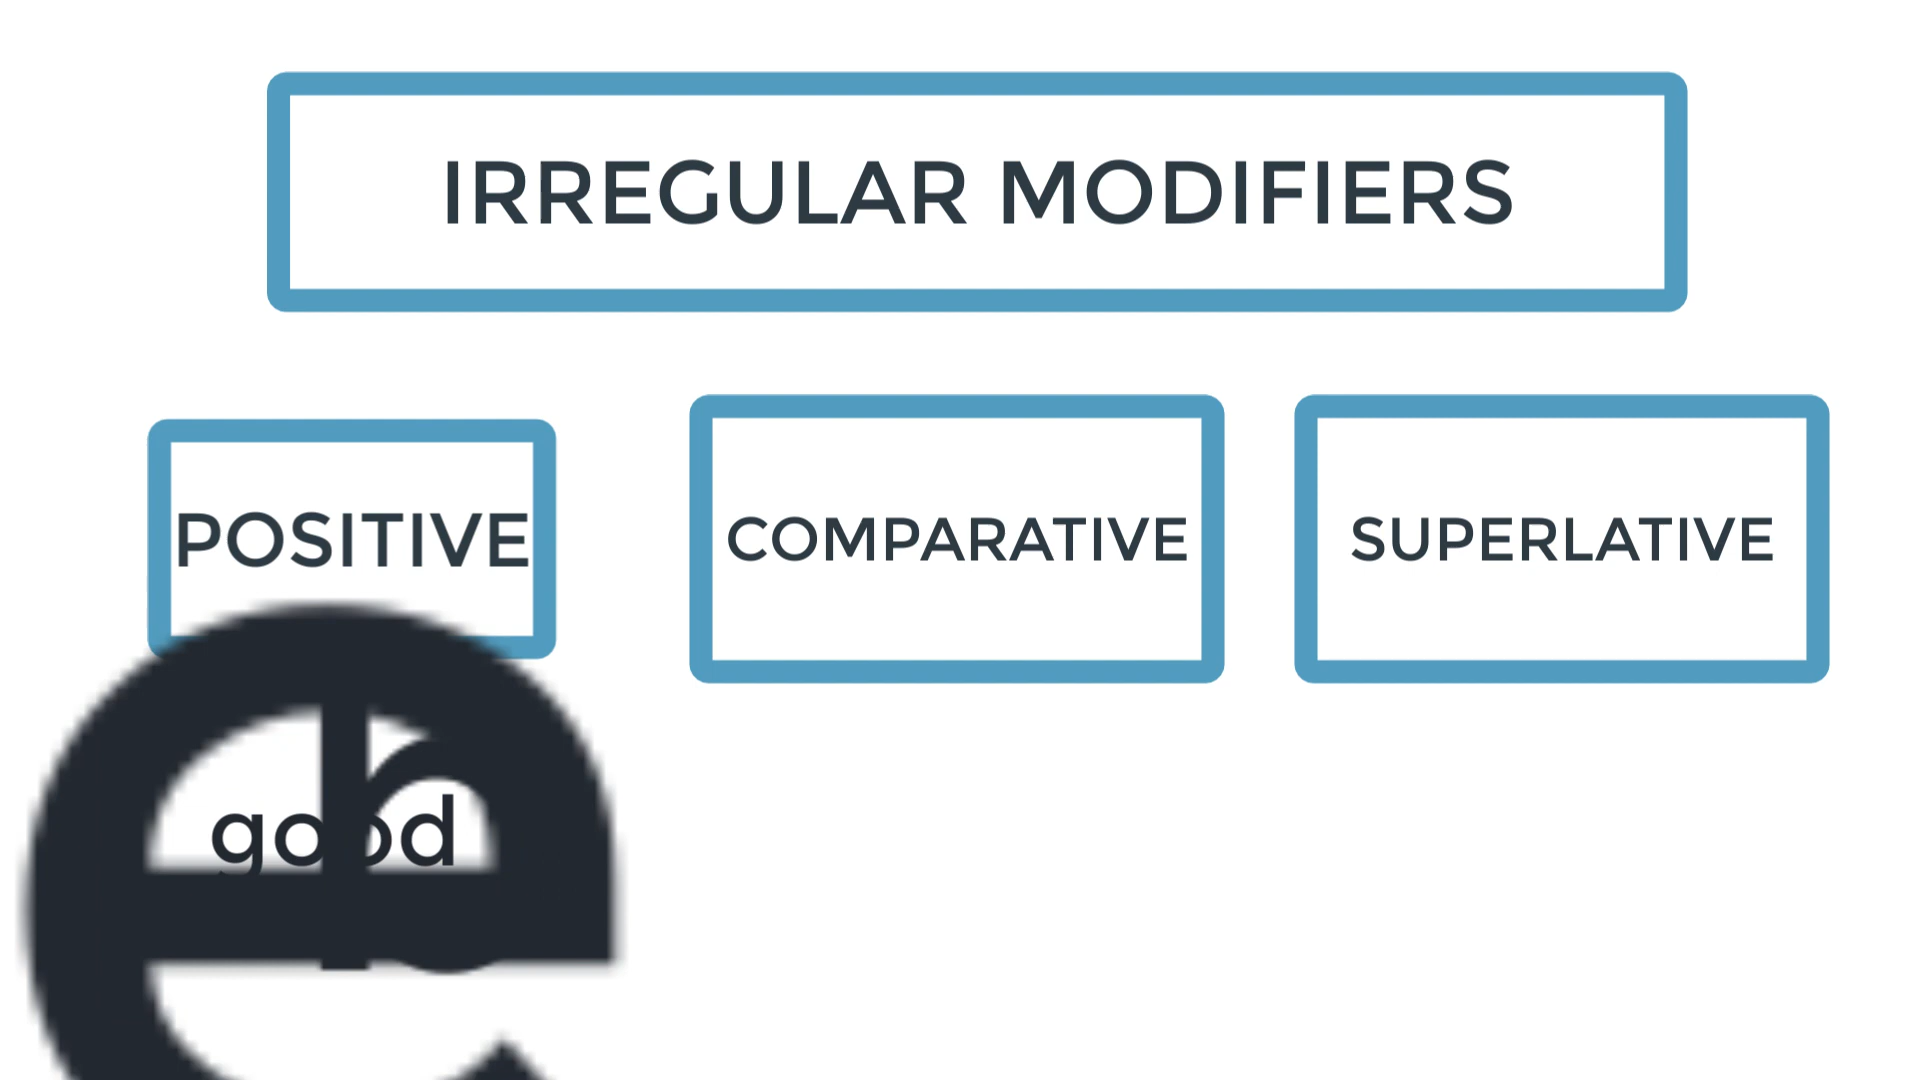 IRREGULAR MODIFIERS
POSITIVE
COMPARATIVE
SUPERLATIVE
good